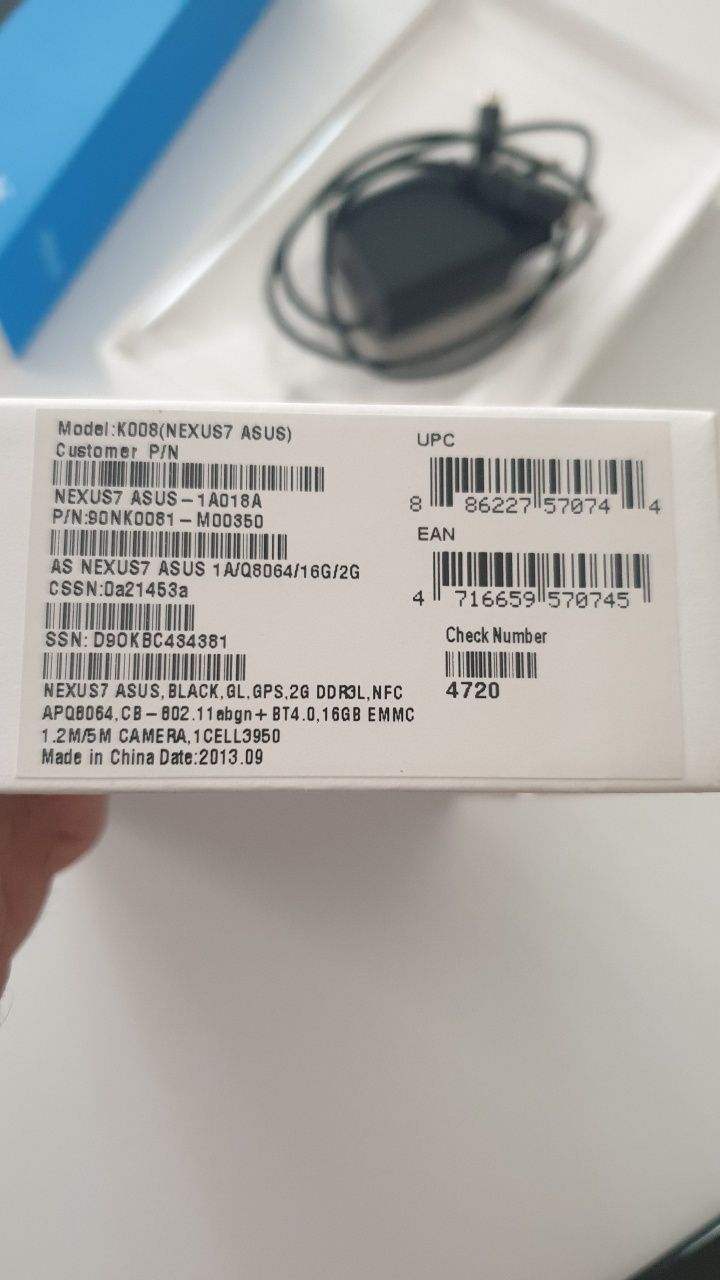 Model:K008(NEXUS7 ASUS)
Customer P/N
NEXUS7 ASUS-1A018A
P/N:90NK0081-M00350
AS NEXUS7 ASUS 1A/Q8064/16G/2G
CSSN:0a21453a
SSN: D9OKBC434381
NEXUS7 ASUS,BLACK,GL,GPS,2G DDR3L,NFC
APQ8064,CB-802.11abgn+BT4.0,16GB EMMC
1.2M/5M CAMERA,1CELL3950
Made in China Date:2013.09
UPC
8 86227 57074 4
EAN
4 716659 570745
Check Number
4720